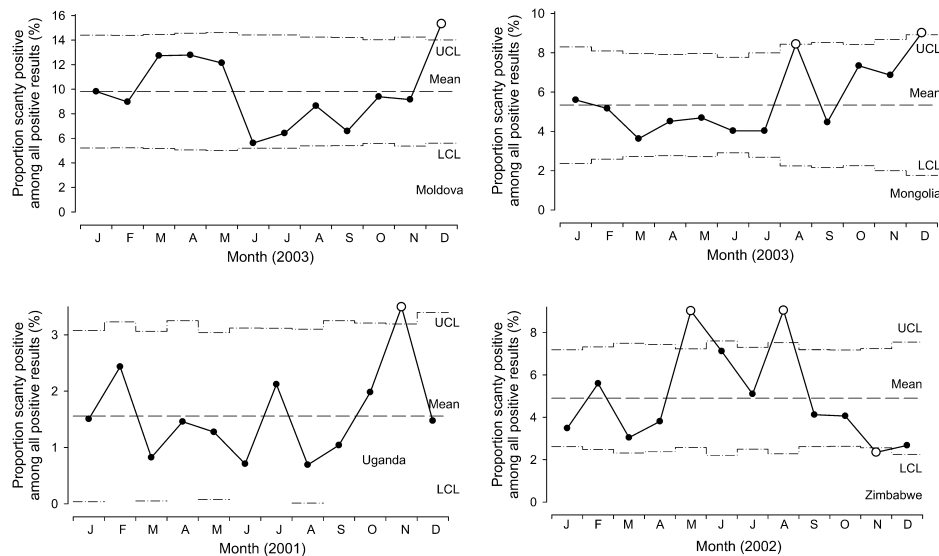 Proportion scanty positive
among all positive results (%)
16
14
12
10
8
6
4
2
0
UCL
Mean
LCL
Moldova
J F M A M J J A S O N D
Month (2003)
Proportion scanty positive
among all positive results (%)
10
8
6
4
2
0
UCL
Mean
LCL
Mongolia
J F M A M J J A S O N D
Month (2003)
Proportion scanty positive
among all positive results (%)
3
2
1
0
UCL
Mean
Uganda
LCL
J F M A M J J A S O N D
Month (2001)
Proportion scanty positive
among all positive results (%)
8
6
4
2
0
UCL
Mean
LCL
Zimbabwe
J F M A M J J A S O N D
Month (2002)